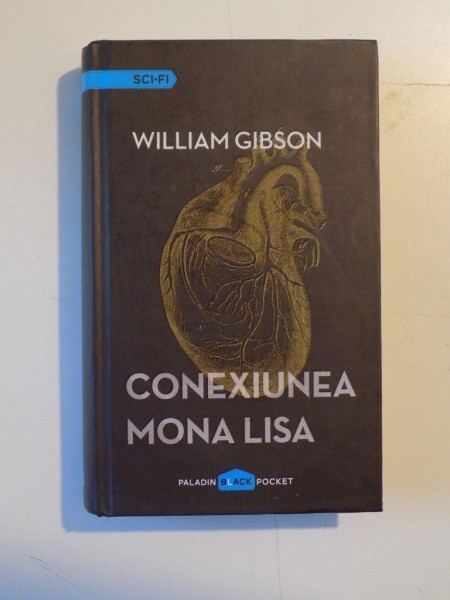 SCI-FI
WILLIAM GIBSON
CONEXIUNEA
MONA LISA
PALADIN BLACK POCKET